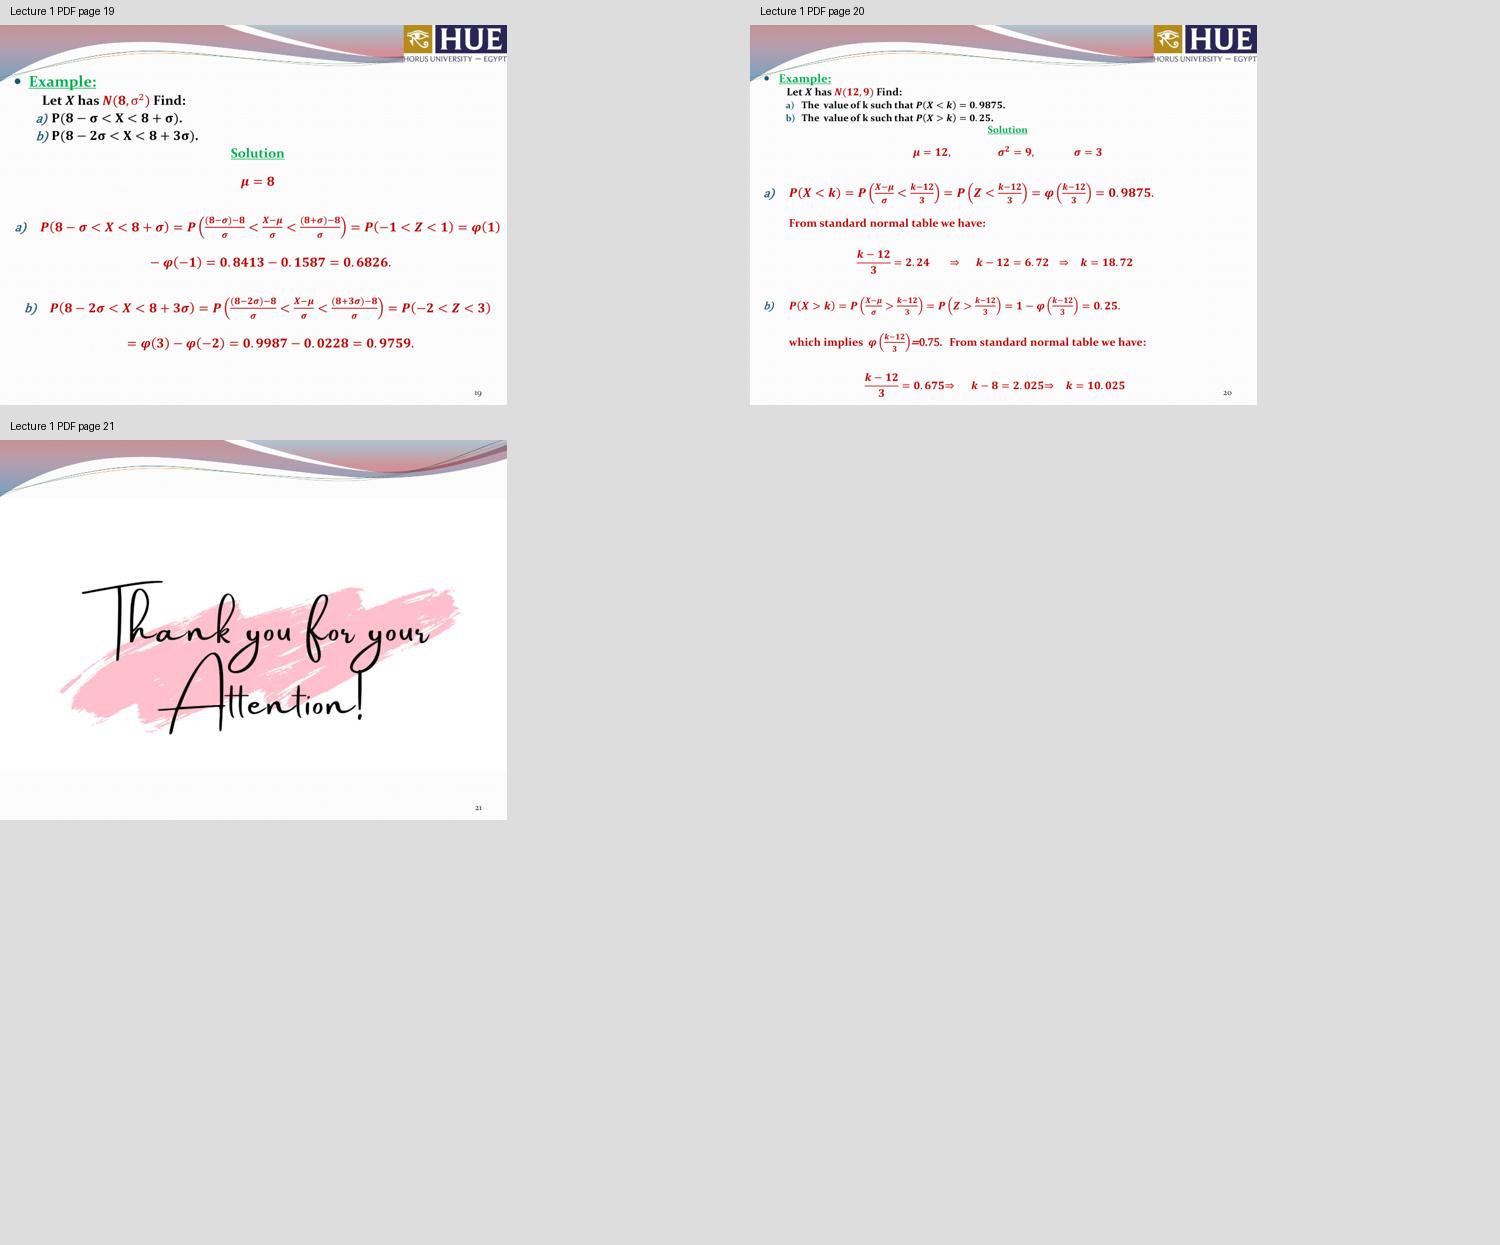 Lecture 1 PDF page 19
HUE
HORUS UNIVERSITY – EGYPT
• Example:
Let X has N(8, σ²) Find:
a) P(8 − σ < X < 8 + σ).
b) P(8 − 2σ < X < 8 + 3σ).
Solution
μ = 8
a) P(8 − σ < X < 8 + σ) = P((8−σ)−8/σ < X−μ/σ < (8+σ)−8/σ) = P(−1 < Z < 1) = φ(1)
− φ(−1) = 0.8413 − 0.1587 = 0.6826.
b) P(8 − 2σ < X < 8 + 3σ) = P((8−2σ)−8/σ < X−μ/σ < (8+3σ)−8/σ) = P(−2 < Z < 3)
= φ(3) − φ(−2) = 0.9987 − 0.0228 = 0.9759.
19
Lecture 1 PDF page 20
HUE
HORUS UNIVERSITY – EGYPT
• Example:
Let X has N(12, 9) Find:
a) The value of k such that P(X < k) = 0.9875.
b) The value of k such that P(X > k) = 0.25.
Solution
μ = 12, σ² = 9, σ = 3
a) P(X < k) = P(X−μ/σ < k−12/3) = P(Z < k−12/3) = φ(k−12/3) = 0.9875.
From standard normal table we have:
k − 12/3 = 2.24 ⇒ k − 12 = 6.72 ⇒ k = 18.72
b) P(X > k) = P(X−μ/σ > k−12/3) = P(Z > k−12/3) = 1 − φ(k−12/3) = 0.25.
which implies φ(k−12/3)=0.75. From standard normal table we have:
k − 12/3 = 0.675⇒ k − 8 = 2.025⇒ k = 10.025
20
Lecture 1 PDF page 21
Thank you for your
Attention!
21